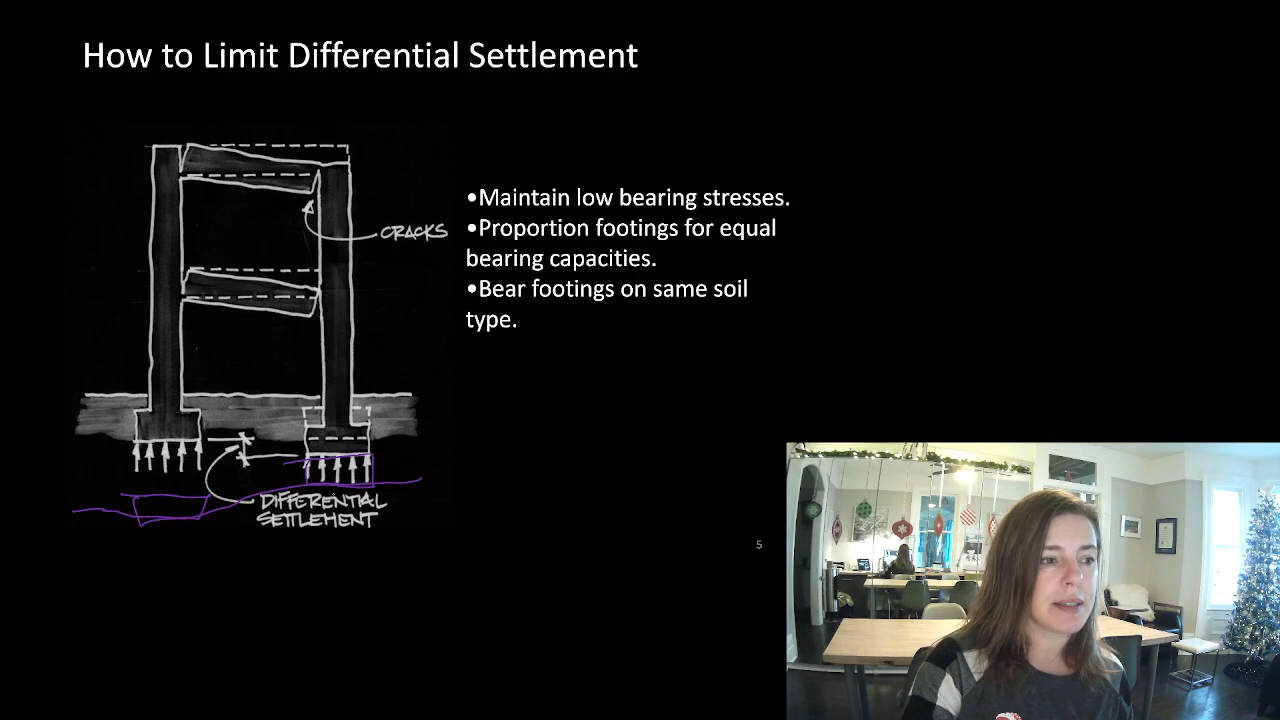 How to Limit Differential Settlement
•Maintain low bearing stresses.
•Proportion footings for equal
bearing capacities.
•Bear footings on same soil
type.
CRACKS
DIFFERENTIAL
SETTLEMENT
5